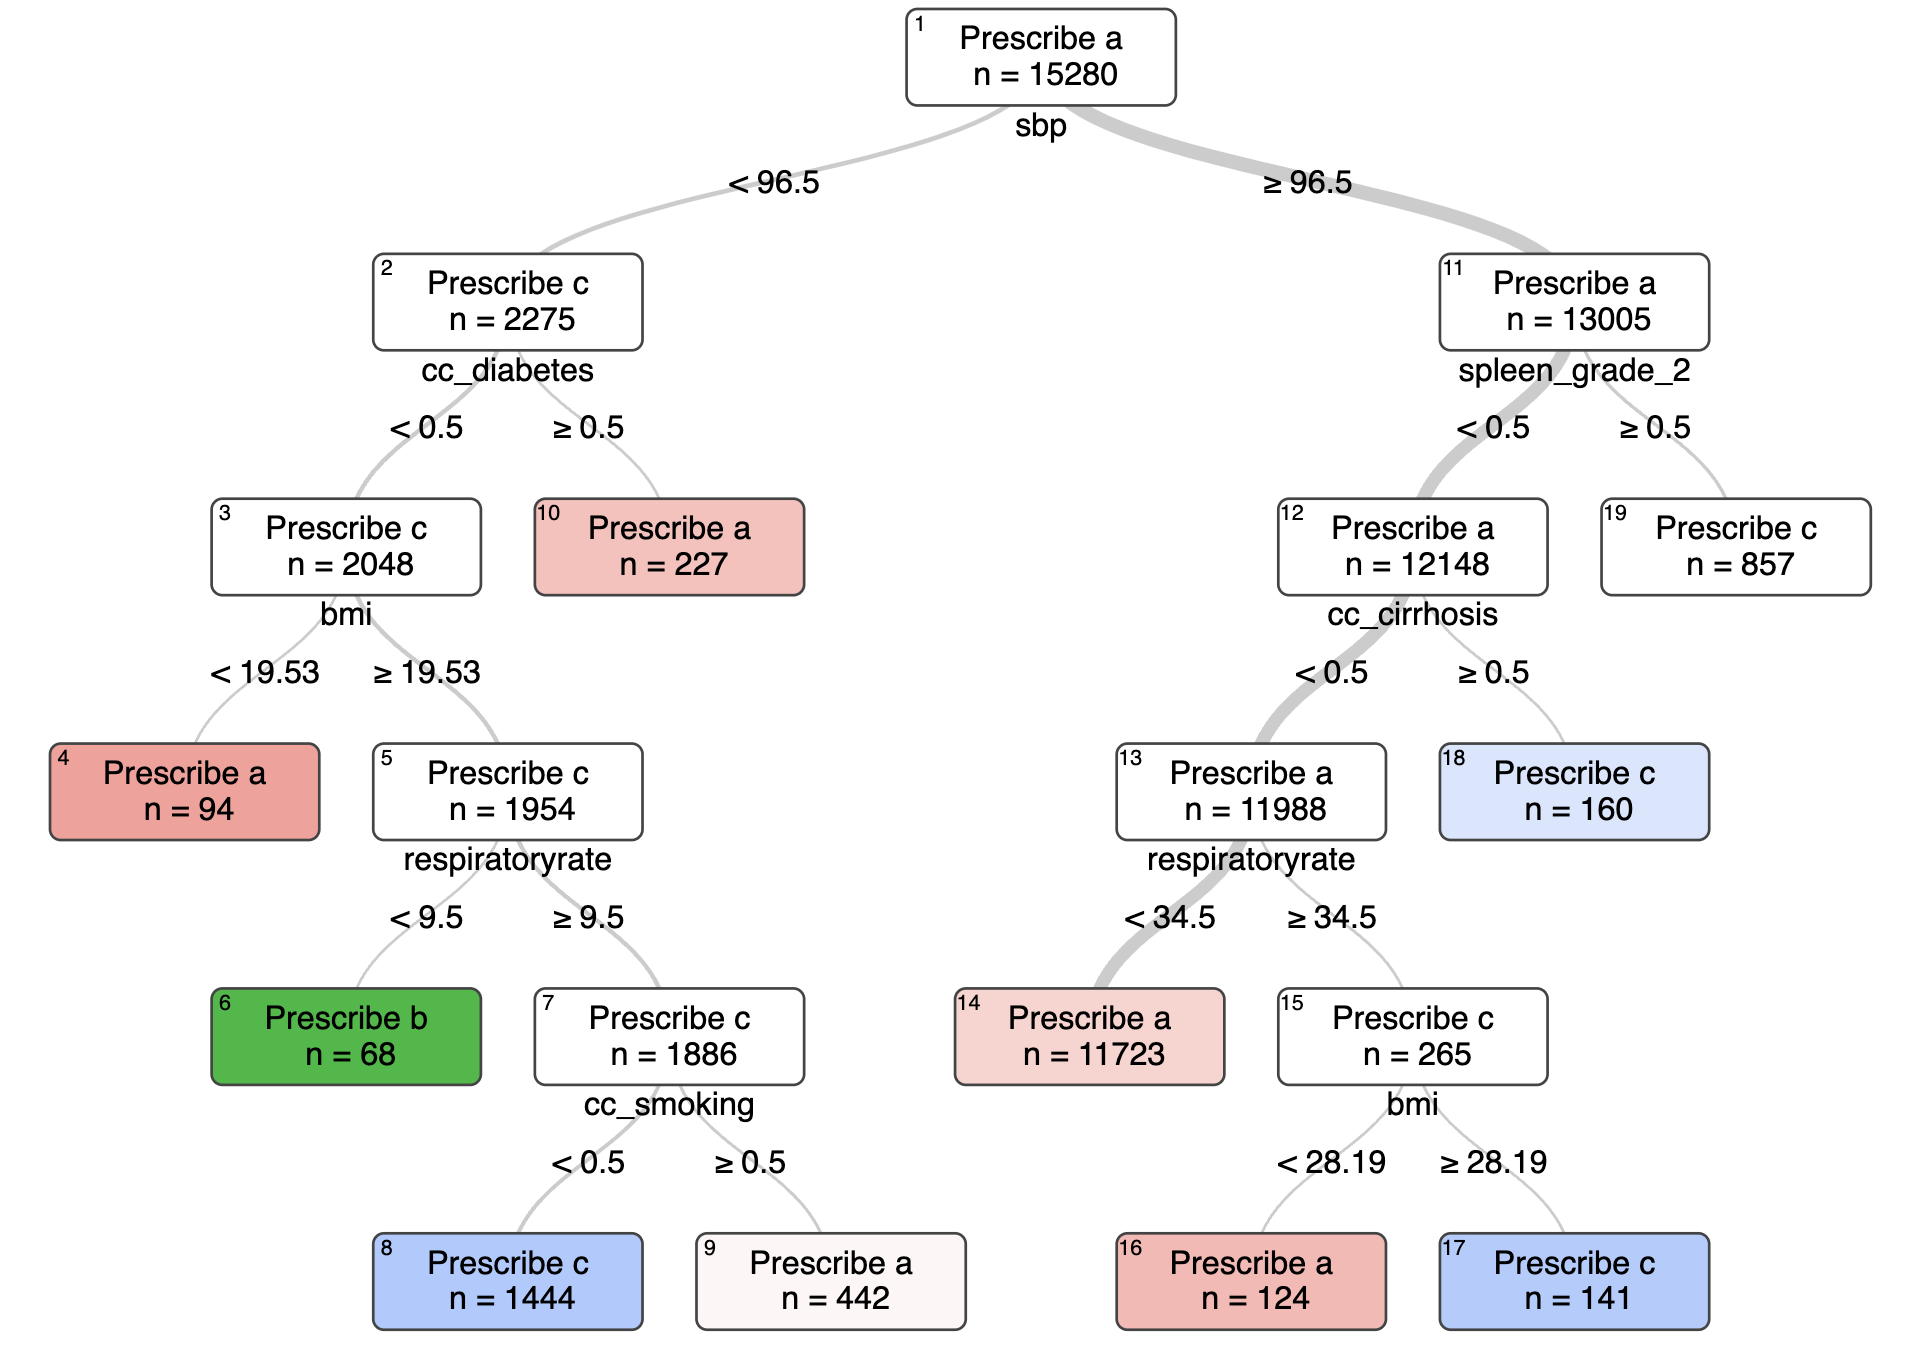 1
Prescribe a
n = 15280
sbp
< 96.5
≥ 96.5
2
Prescribe c
n = 2275
cc_diabetes
11
Prescribe a
n = 13005
spleen_grade_2
< 0.5
≥ 0.5
< 0.5
≥ 0.5
3
Prescribe c
n = 2048
bmi
10
Prescribe a
n = 227
12
Prescribe a
n = 12148
cc_cirrhosis
19
Prescribe c
n = 857
< 19.53
≥ 19.53
< 0.5
≥ 0.5
4
Prescribe a
n = 94
5
Prescribe c
n = 1954
respiratoryrate
13
Prescribe a
n = 11988
respiratoryrate
18
Prescribe c
n = 160
< 9.5
≥ 9.5
< 34.5
≥ 34.5
6
Prescribe b
n = 68
7
Prescribe c
n = 1886
cc_smoking
14
Prescribe a
n = 11723
15
Prescribe c
n = 265
bmi
< 0.5
≥ 0.5
< 28.19
≥ 28.19
8
Prescribe c
n = 1444
9
Prescribe a
n = 442
16
Prescribe a
n = 124
17
Prescribe c
n = 141